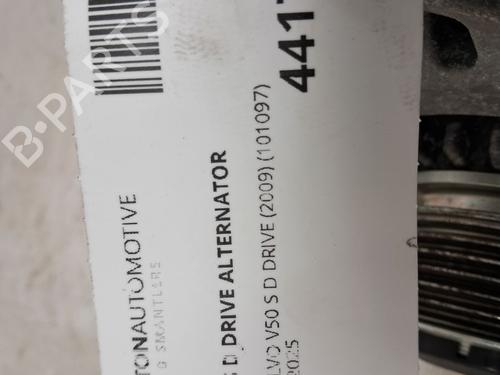 TONAUTOMOTIVE
G SMANTLERS
S D DRIVE ALTERNATOR
LVO V50 S D DRIVE (2009) (101097)
2025
441
B-PARTS